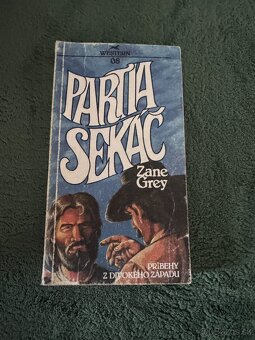 WESTERN
08
PARTIA
SEKÁČ
Zane
Grey
PRÍBEHY
Z DIVOKÉHO ZÁPADU